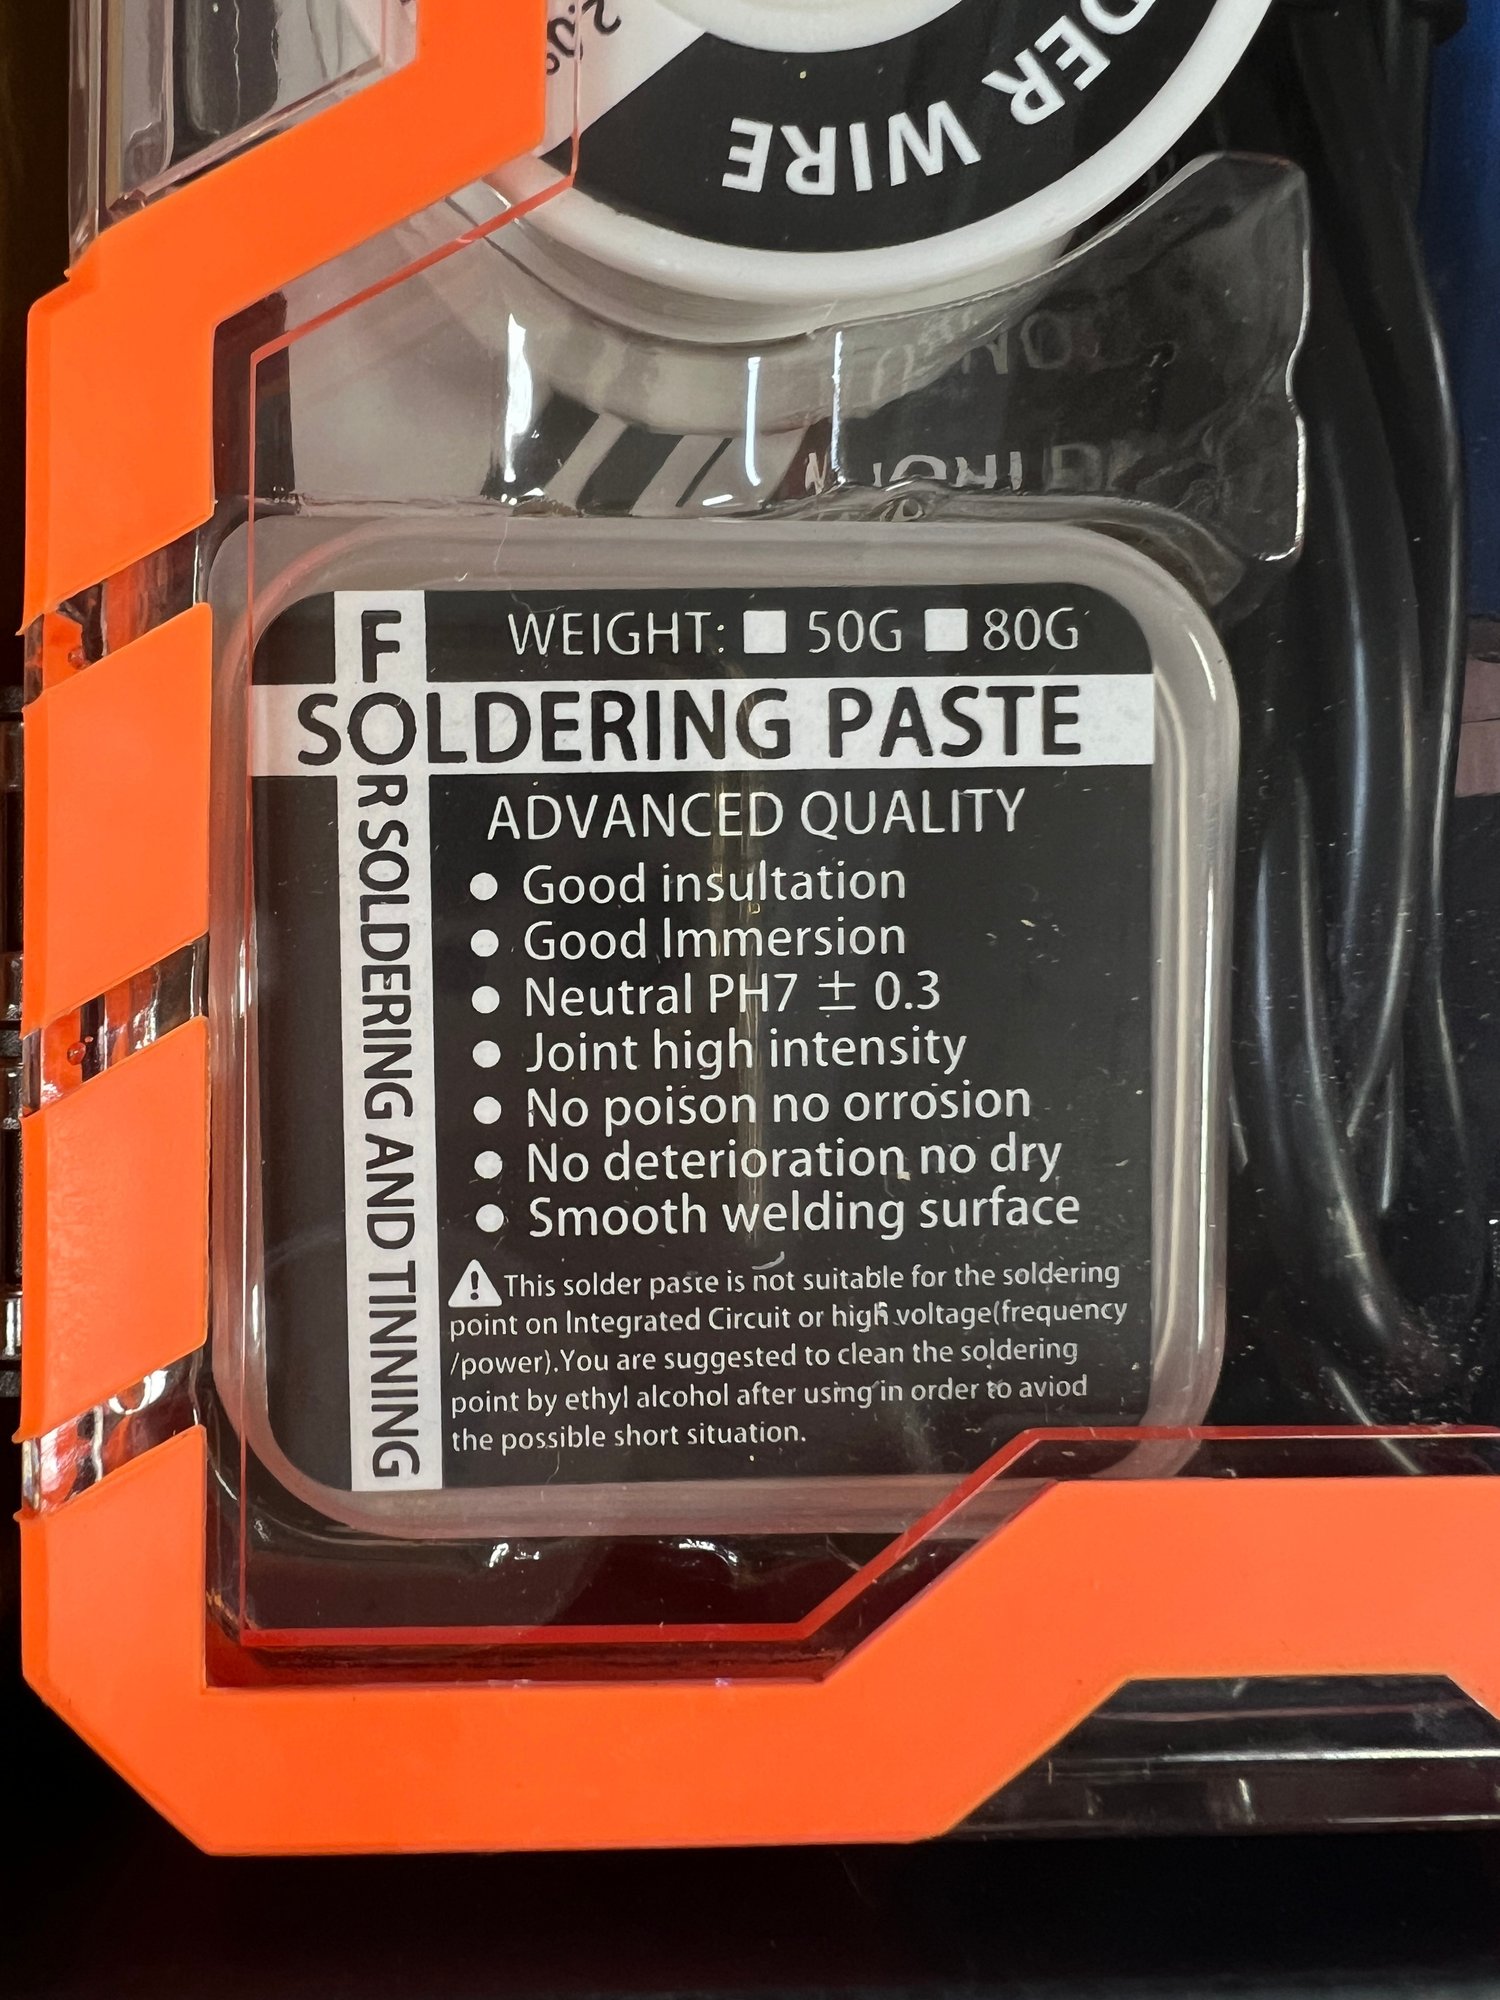 DER WIRE
WEIGHT: 50G 80G
SOLDERING PASTE
FOR SOLDERING AND TINNING
ADVANCED QUALITY
● Good insultation
● Good Immersion
● Neutral PH7 ± 0.3
● Joint high intensity
● No poison no orrosion
● No deterioration no dry
● Smooth welding surface
This solder paste is not suitable for the soldering
point on Integrated Circuit or high voltage(frequency
/power).You are suggested to clean the soldering
point by ethyl alcohol after using in order to aviod
the possible short situation.